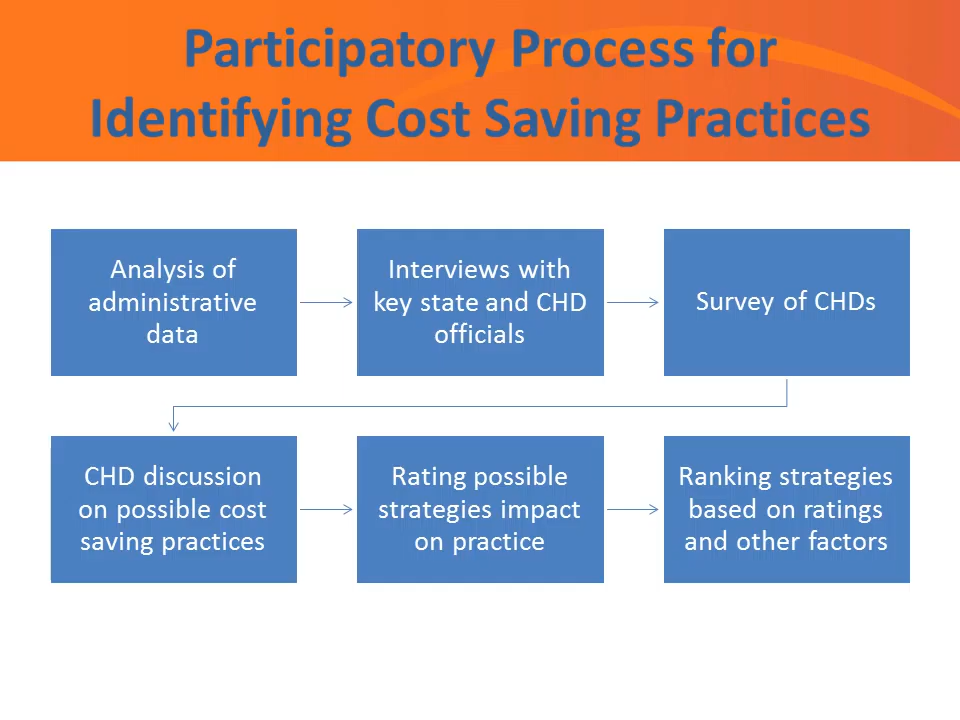 Participatory Process for
Identifying Cost Saving Practices
Analysis of
administrative
data
Interviews with
key state and CHD
officials
Survey of CHDs
CHD discussion
on possible cost
saving practices
Rating possible
strategies impact
on practice
Ranking strategies
based on ratings
and other factors